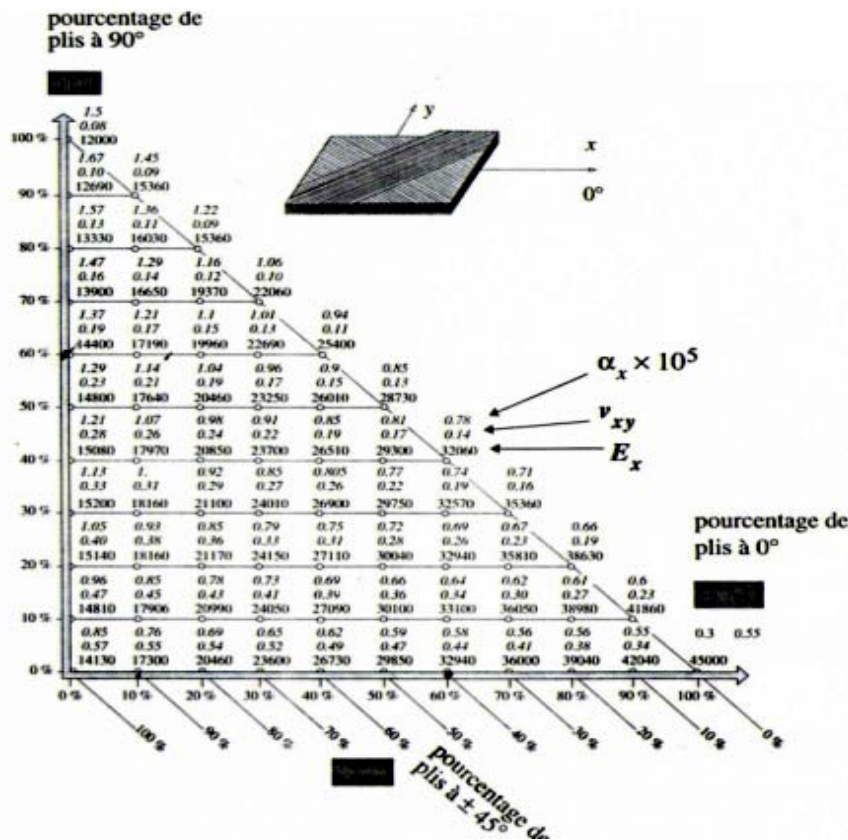 pourcentage de
plis à 90°
1.5
0.08
100 % 12000
1.67 1.45
0.10 0.09
12690 15360
90 %
1.57 1.36 1.22
0.13 0.11 0.09
13330 16030 15360
80 %
1.47 1.29 1.16 1.06
0.16 0.14 0.12 0.10
13900 16650 19370 22060
70 %
1.37 1.21 1.1 1.01 0.94
0.19 0.17 0.15 0.13 0.11
14400 17190 19960 22690 25400
60 %
1.29 1.14 1.04 0.96 0.9 0.85
0.23 0.21 0.19 0.17 0.15 0.13
14800 17640 20460 23250 26010 28730
50 %
1.21 1.07 0.98 0.91 0.85 0.81 0.78
0.28 0.26 0.24 0.22 0.19 0.17 0.14
15080 17970 20850 23700 26510 29300 32060
40 %
1.13 1. 0.92 0.85 0.805 0.77 0.74 0.71
0.33 0.31 0.29 0.27 0.26 0.22 0.19 0.16
15200 18160 21100 24010 26900 29750 32570 35360
30 %
1.05 0.93 0.85 0.79 0.75 0.72 0.69 0.67 0.66
0.40 0.38 0.36 0.33 0.31 0.28 0.26 0.23 0.19
15140 18160 21170 24150 27110 30040 32940 35810 38630
20 %
0.96 0.85 0.78 0.73 0.69 0.66 0.64 0.62 0.61 0.6
0.47 0.45 0.43 0.41 0.39 0.36 0.34 0.30 0.27 0.23
14810 17906 20990 24050 27090 30100 33100 36050 38980 41860
10 %
0.85 0.76 0.69 0.65 0.62 0.59 0.58 0.56 0.56 0.55 0.3 0.55
0.57 0.55 0.54 0.52 0.49 0.47 0.44 0.41 0.38 0.34
0 % 14130 17300 20460 23600 26730 29850 32940 36000 39040 42040 45000
0 % 10 % 20 % 30 % 40 % 50 % 60 % 70 % 80 % 90 % 100 %
100 % 90 % 80 % 70 % 60 % 50 % 40 % 30 % 20 % 10 % 0 %
y
x
0°
α_x × 10⁵
ν_xy
E_x
pourcentage de
plis à 0°
pourcentage de
plis à ± 45°